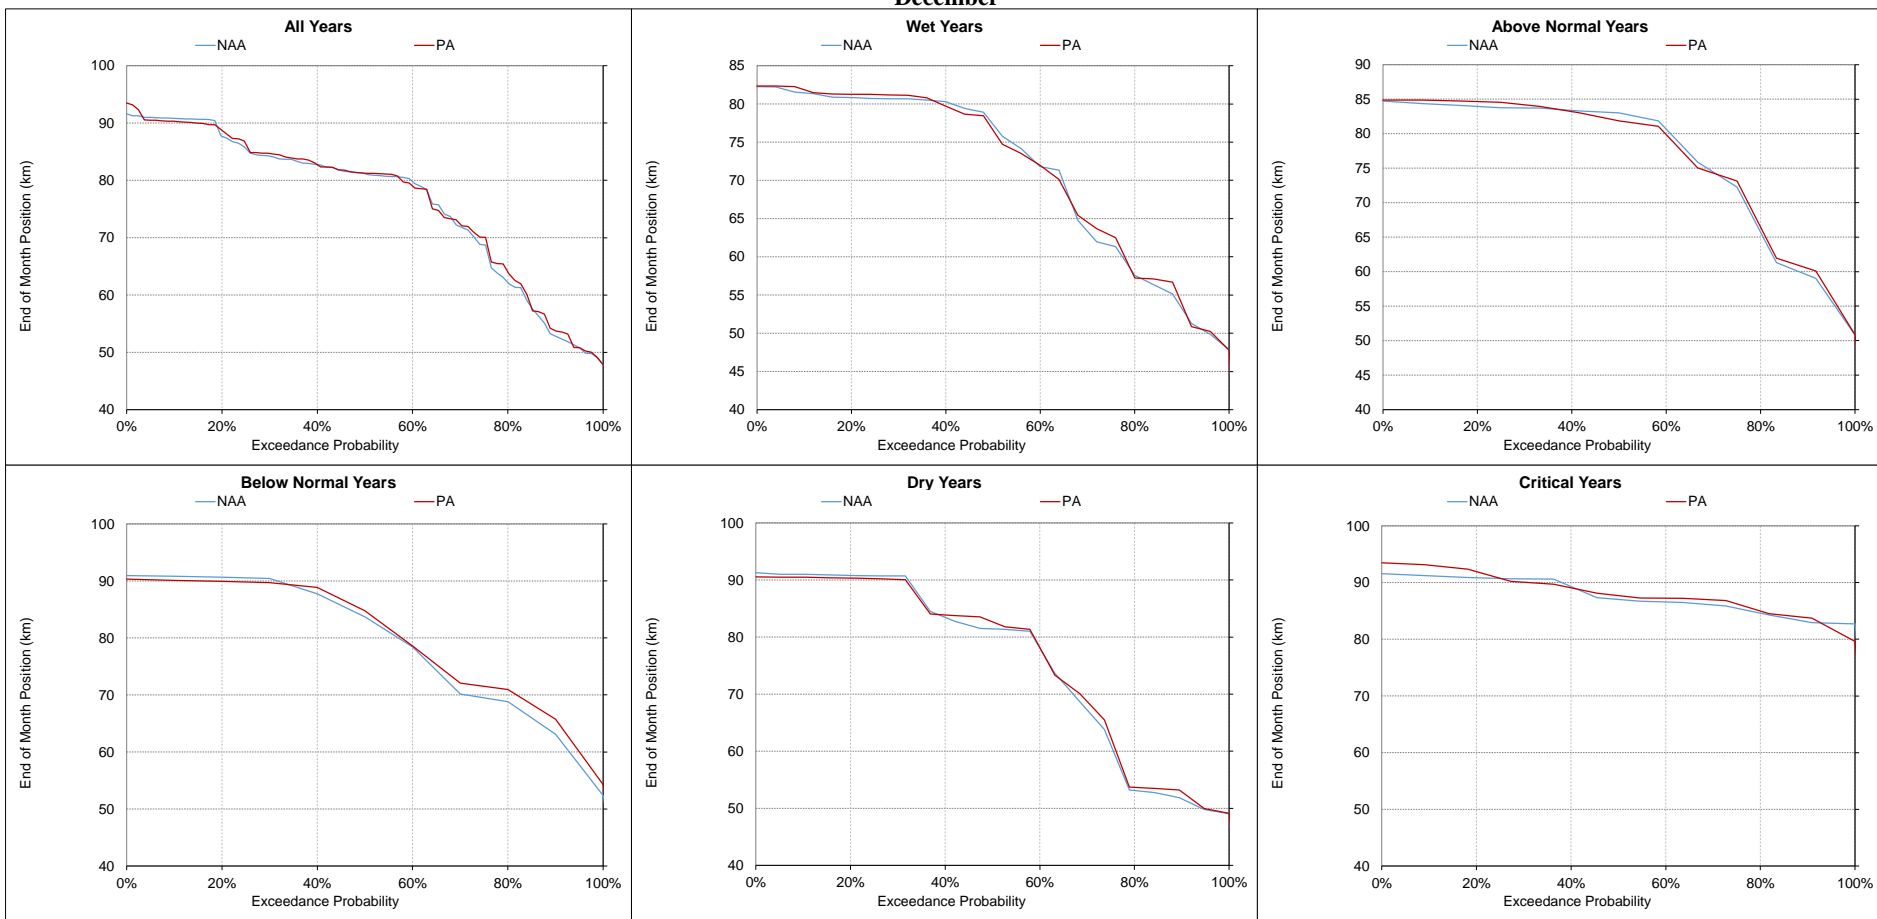 December
All Years
NAA PA
100
90
80
70
60
50
40
0% 20% 40% 60% 80% 100%
End of Month Position (km)
Exceedance Probability
Wet Years
NAA PA
85
80
75
70
65
60
55
50
45
40
0% 20% 40% 60% 80% 100%
End of Month Position (km)
Exceedance Probability
Above Normal Years
NAA PA
90
85
80
75
70
65
60
55
50
45
40
0% 20% 40% 60% 80% 100%
End of Month Position (km)
Exceedance Probability
Below Normal Years
NAA PA
100
90
80
70
60
50
40
0% 20% 40% 60% 80% 100%
End of Month Position (km)
Exceedance Probability
Dry Years
NAA PA
100
90
80
70
60
50
40
0% 20% 40% 60% 80% 100%
End of Month Position (km)
Exceedance Probability
Critical Years
NAA PA
100
90
80
70
60
50
40
0% 20% 40% 60% 80% 100%
End of Month Position (km)
Exceedance Probability